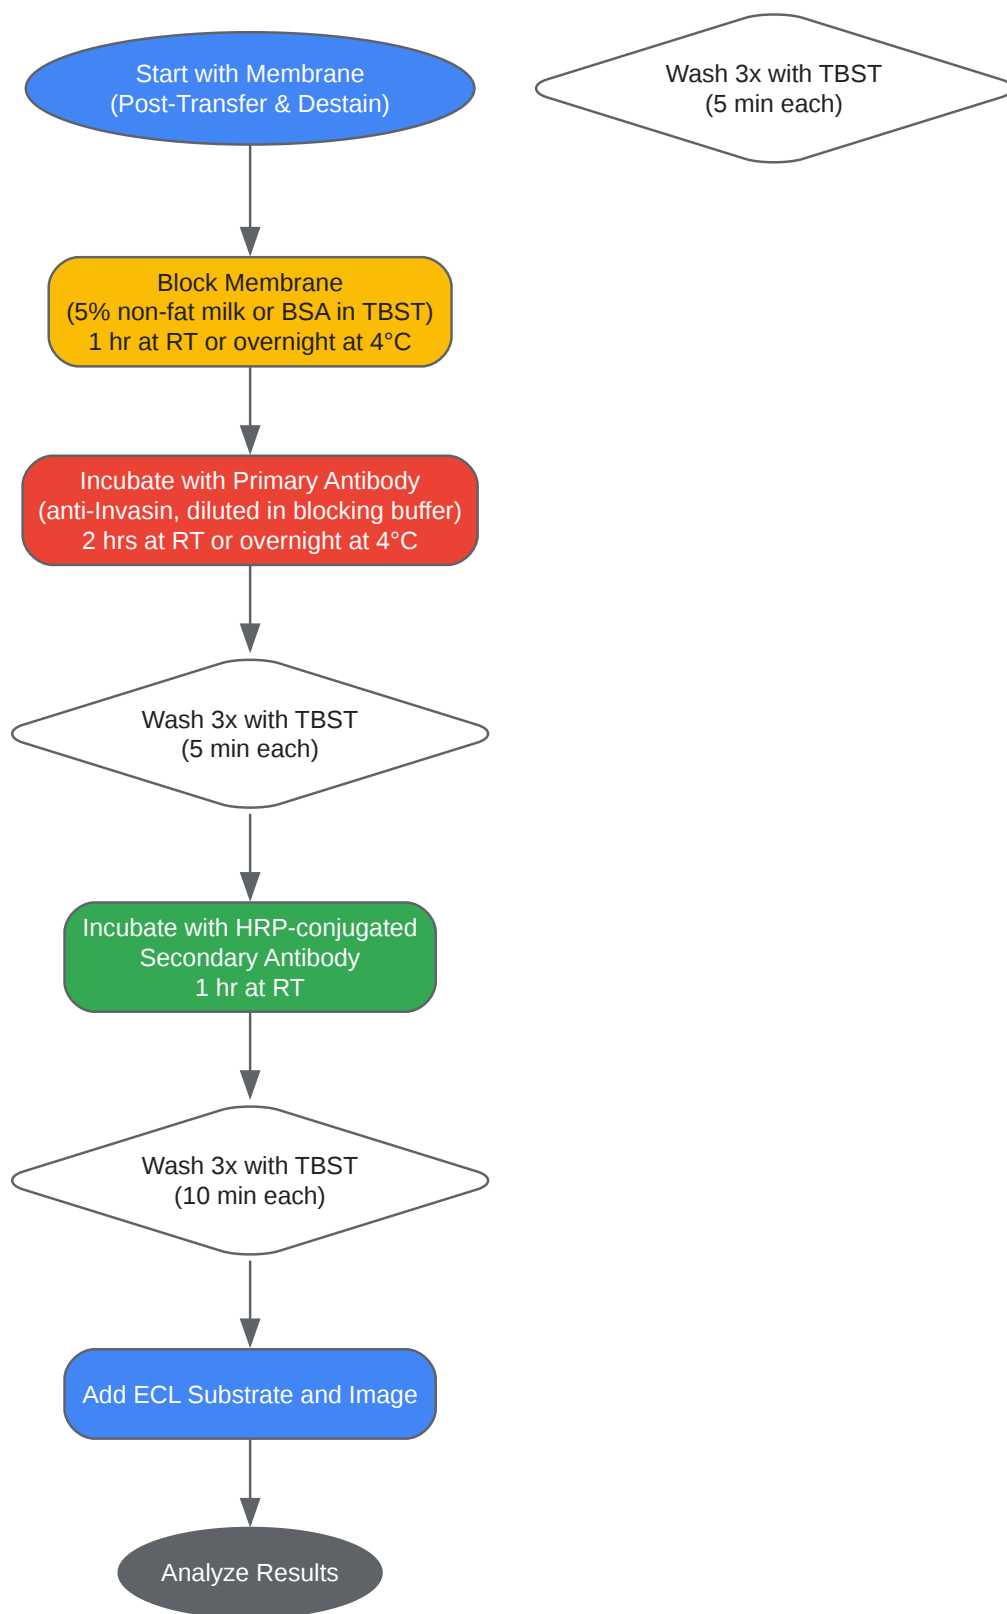 Start with Membrane
(Post-Transfer & Destain)
Wash 3x with TBST
(5 min each)
Block Membrane
(5% non-fat milk or BSA in TBST)
1 hr at RT or overnight at 4°C
Incubate with Primary Antibody
(anti-Invasin, diluted in blocking buffer)
2 hrs at RT or overnight at 4°C
Wash 3x with TBST
(5 min each)
Incubate with HRP-conjugated
Secondary Antibody
1 hr at RT
Wash 3x with TBST
(10 min each)
Add ECL Substrate and Image
Analyze Results